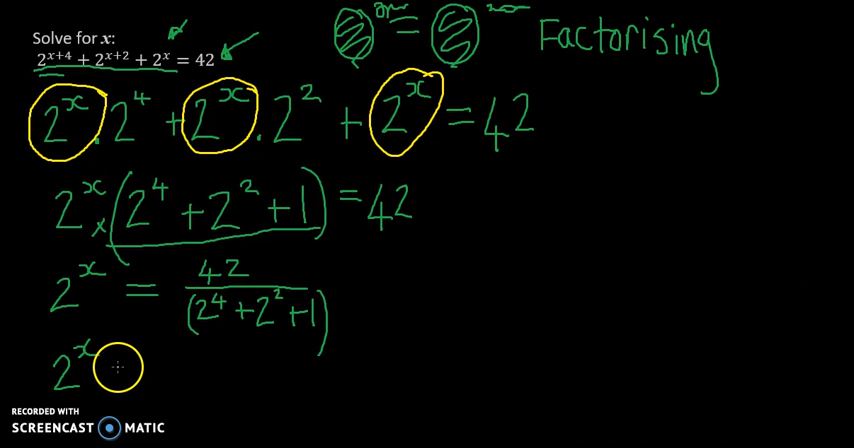 Solve for x:
2^{x+4} + 2^{x+2} + 2^x = 42
= Factorising
2^x . 2^4 + 2^x . 2^2 + 2^x = 42
2^x × (2^4 + 2^2 + 1) = 42
2^x = 42 / (2^4 + 2^2 + 1)
2^x
RECORDED WITH
SCREENCAST MATIC